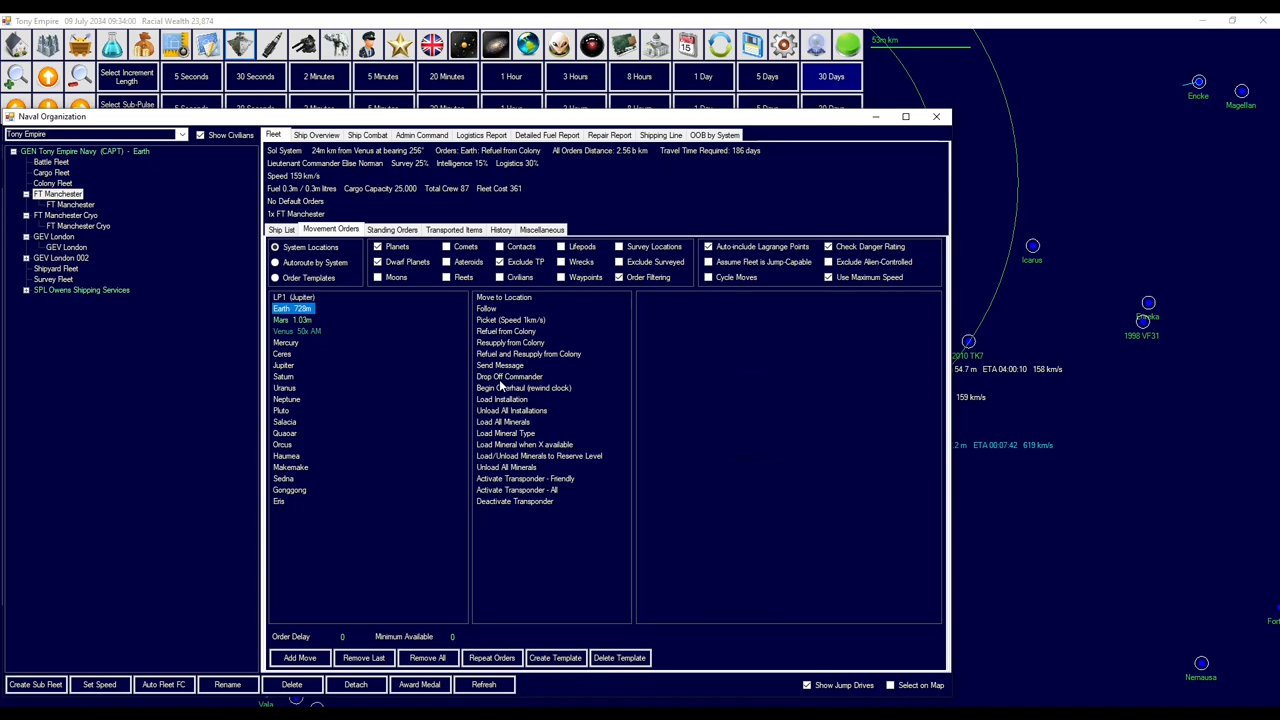 Tony Empire   09 July 2034 09:34:00   Racial Wealth 23,874
Select Increment Length
5 Seconds
30 Seconds
2 Minutes
5 Minutes
20 Minutes
1 Hour
3 Hours
8 Hours
1 Day
5 Days
30 Days
Select Sub-Pulse
53m km
Naval Organization
Tony Empire
Show Civilians
GEN Tony Empire Navy (CAPT) - Earth
Battle Fleet
Cargo Fleet
Colony Fleet
FT Manchester
FT Manchester
FT Manchester Cryo
FT Manchester Cryo
GEV London
GEV London
GEV London 002
Shipyard Fleet
Survey Fleet
SPL Owens Shipping Services
Fleet
Ship Overview
Ship Combat
Admin Command
Logistics Report
Detailed Fuel Report
Repair Report
Shipping Line
OOB by System
Sol System   24m km from Venus at bearing 256°   Orders: Earth: Refuel from Colony   All Orders Distance: 2.56 b km   Travel Time Required: 186 days
Lieutenant Commander Elise Norman   Survey 25%   Intelligence 15%   Logistics 30%
Speed 159 km/s
Fuel 0.3m / 0.3m litres   Cargo Capacity 25,000   Total Crew 87   Fleet Cost 361
No Default Orders
1x FT Manchester
Ship List
Movement Orders
Standing Orders
Transported Items
History
Miscellaneous
System Locations
Autoroute by System
Order Templates
Planets
Comets
Contacts
Lifepods
Survey Locations
Dwarf Planets
Asteroids
Exclude TP
Wrecks
Exclude Surveyed
Moons
Fleets
Civilians
Waypoints
Order Filtering
Auto-include Lagrange Points
Check Danger Rating
Assume Fleet is Jump-Capable
Exclude Alien-Controlled
Cycle Moves
Use Maximum Speed
LP1 (Jupiter)
Earth 728m
Mars 1.03m
Venus 50x AM
Mercury
Ceres
Jupiter
Saturn
Uranus
Neptune
Pluto
Salacia
Quaoar
Orcus
Haumea
Makemake
Sedna
Gonggong
Eris
Move to Location
Follow
Picket (Speed 1km/s)
Refuel from Colony
Resupply from Colony
Refuel and Resupply from Colony
Send Message
Drop Off Commander
Begin Overhaul (rewind clock)
Load Installation
Unload All Installations
Load All Minerals
Load Mineral Type
Load Mineral when X available
Load/Unload Minerals to Reserve Level
Unload All Minerals
Activate Transponder - Friendly
Activate Transponder - All
Deactivate Transponder
Order Delay   0   Minimum Available   0
Add Move
Remove Last
Remove All
Repeat Orders
Create Template
Delete Template
Create Sub Fleet
Set Speed
Auto Fleet FC
Rename
Delete
Detach
Award Medal
Refresh
Show Jump Drives
Select on Map
Encke
Magellan
Icarus
1998 VF31
2010 TK7
54.7 m   ETA 04:00:10   158 km/s
159 km/s
.2 m   ETA 00:07:42   619 km/s
Nemausa
Vala